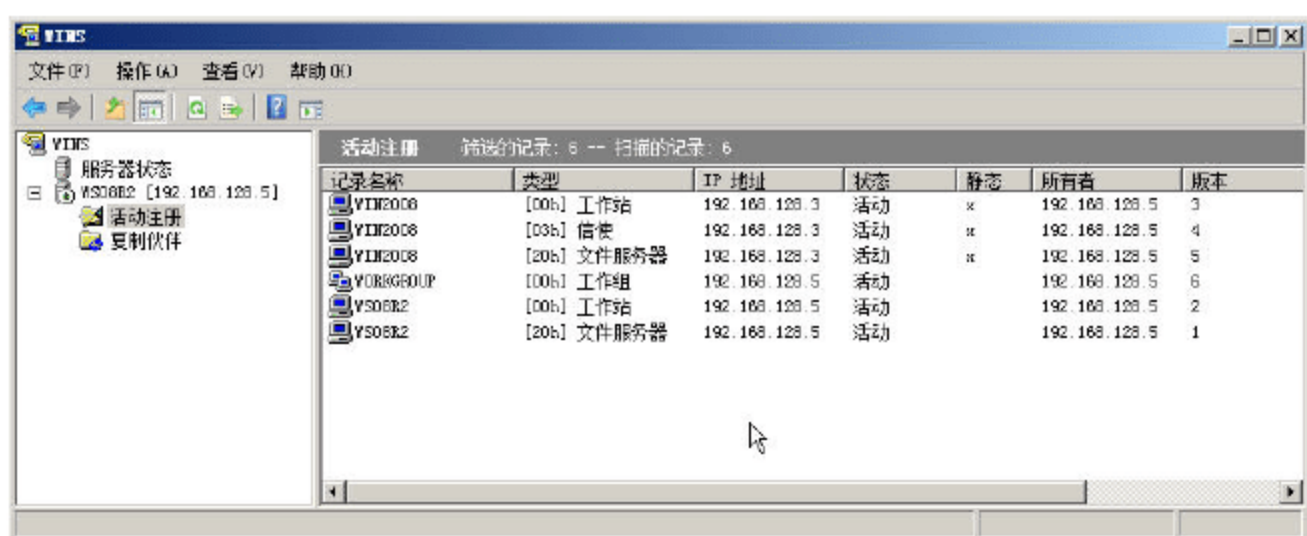 WINS
文件(F) 操作(A) 查看(V) 帮助(H)
WINS
服务器状态
WS08R2 [192.168.128.5]
活动注册
复制伙伴
活动注册 筛选的记录: 6 -- 扫描的记录: 6
记录名称 类型 IP 地址 状态 静态 所有者 版本
WIN2008 [00h] 工作站 192.168.128.3 活动 x 192.168.128.5 3
WIN2008 [03h] 信使 192.168.128.3 活动 x 192.168.128.5 4
WIN2008 [20h] 文件服务器 192.168.128.3 活动 x 192.168.128.5 5
WORKGROUP [00h] 工作组 192.168.128.5 活动 192.168.128.5 6
WS08R2 [00h] 工作站 192.168.128.5 活动 192.168.128.5 2
WS08R2 [20h] 文件服务器 192.168.128.5 活动 192.168.128.5 1